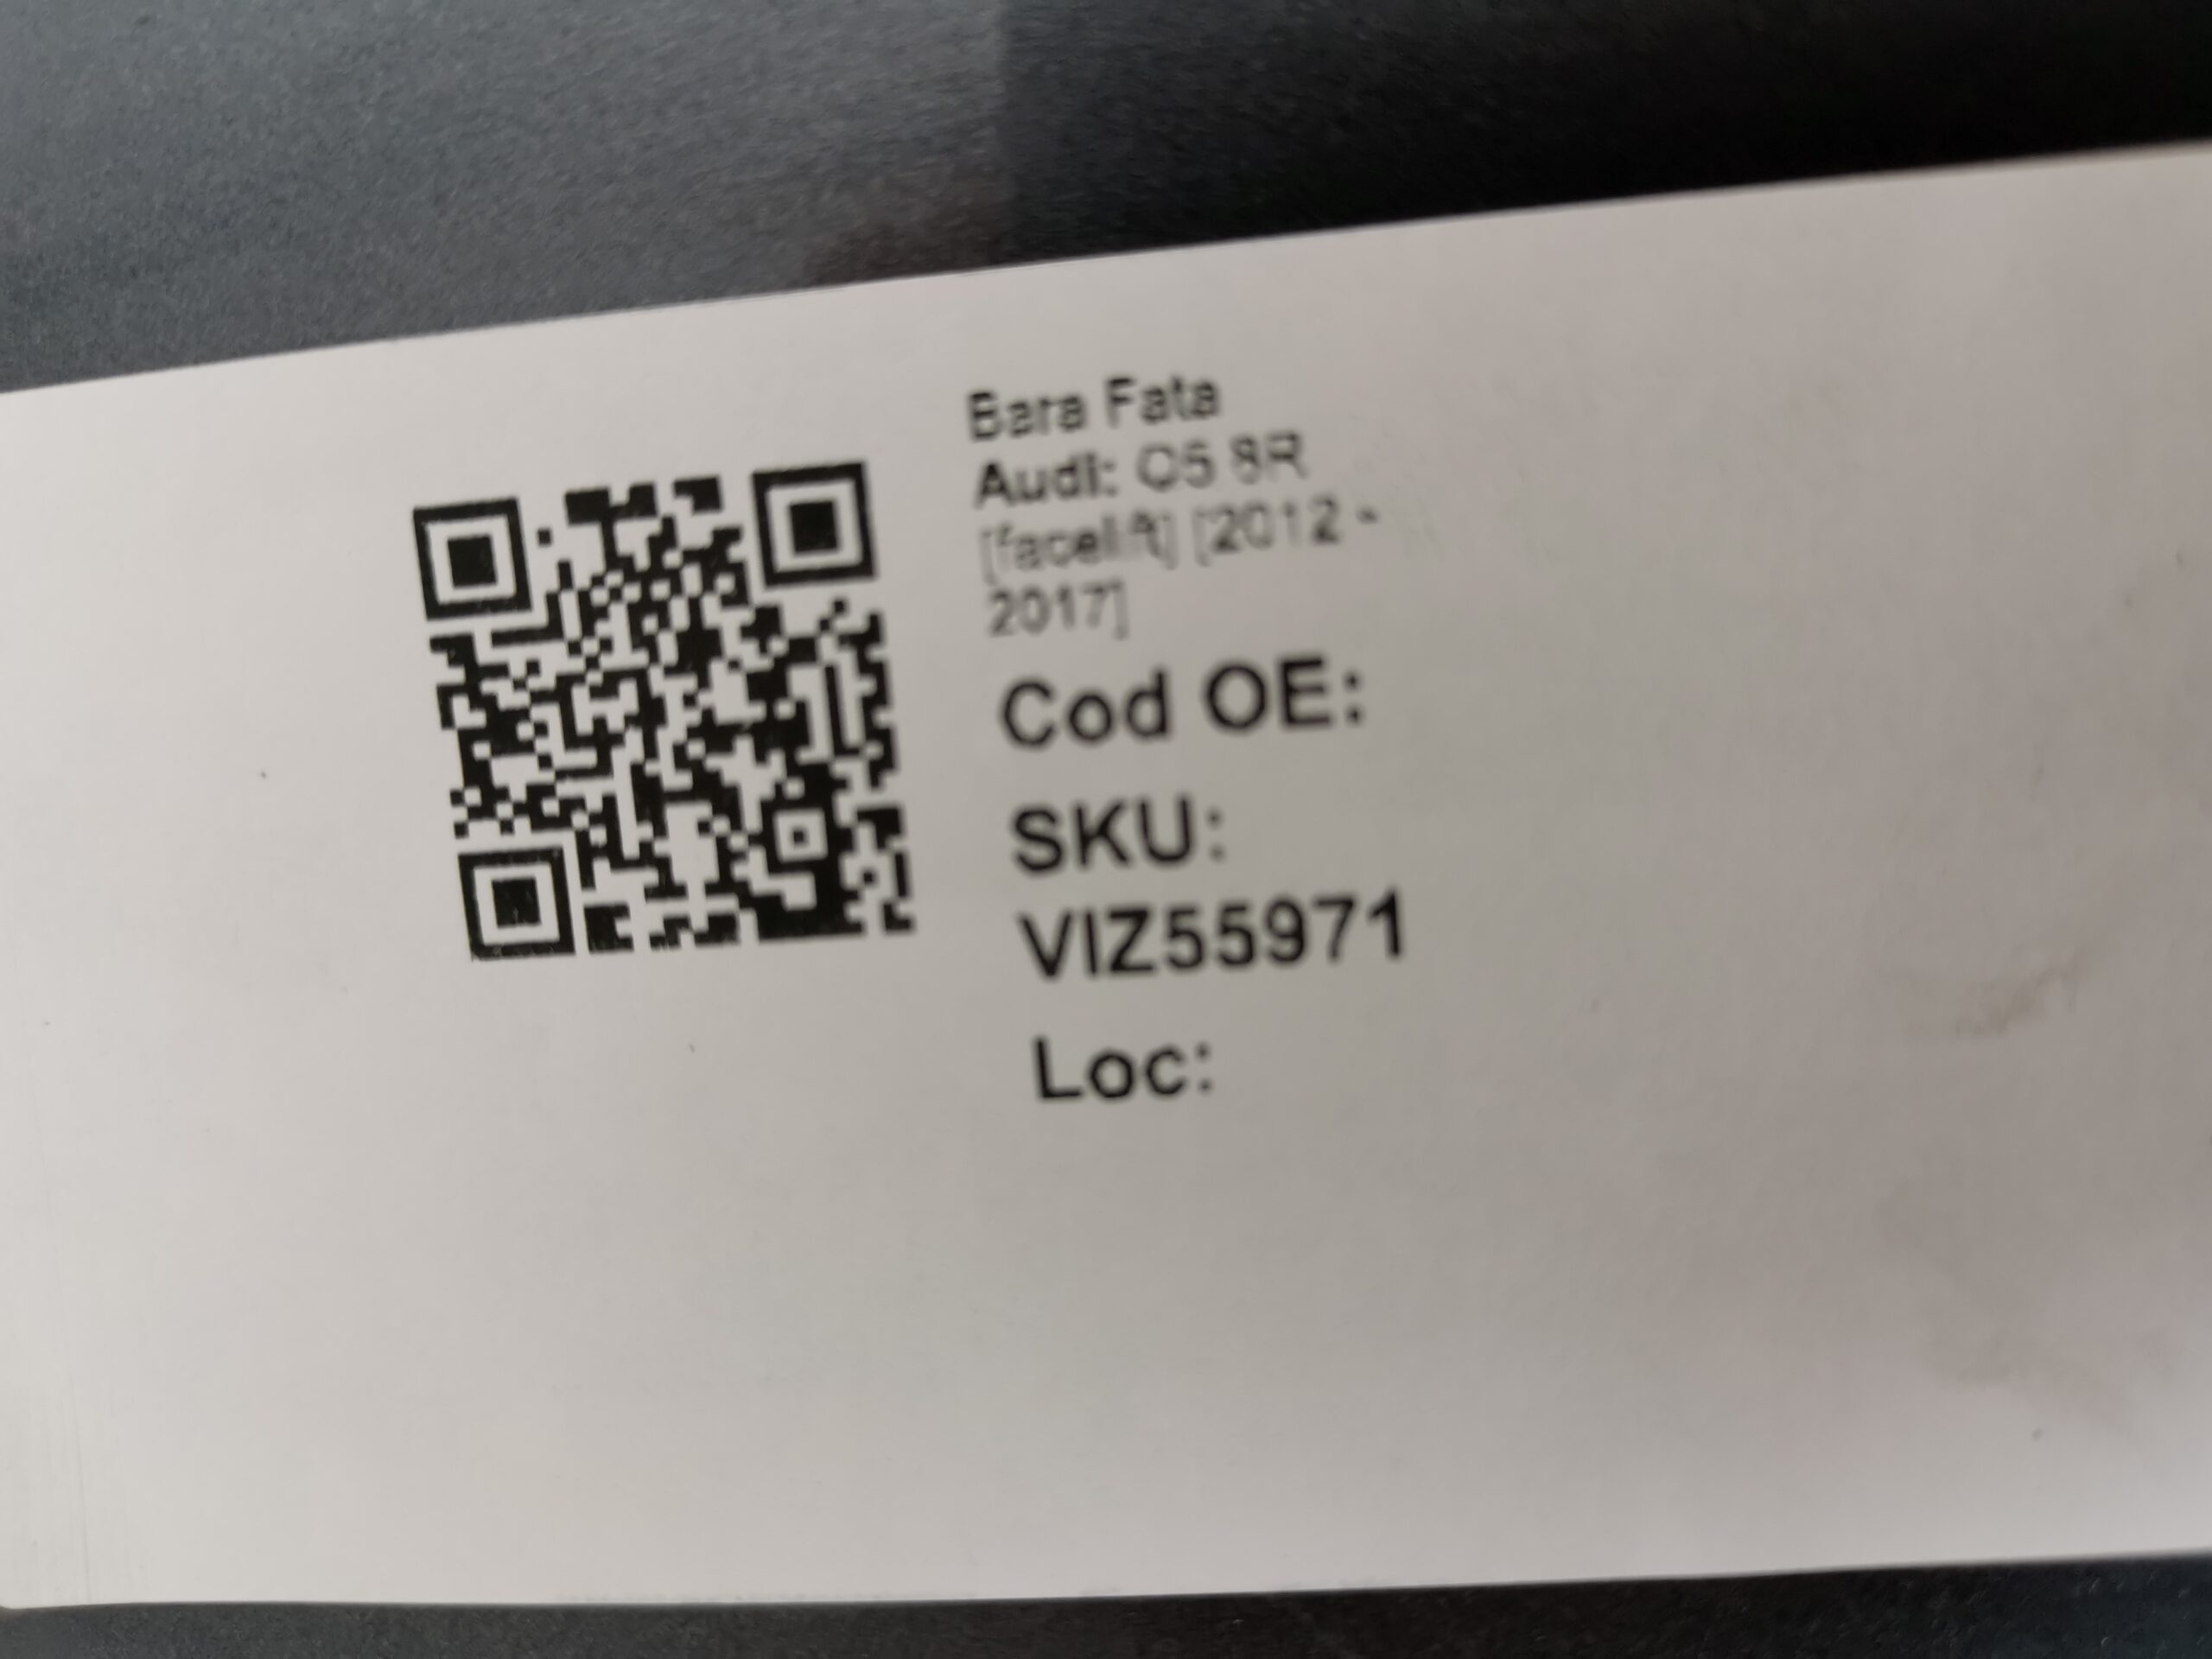 Bara Fata
Audi: Q5 8R
[facelift] [2012 -
2017]
Cod OE:
SKU:
VIZ55971
Loc: